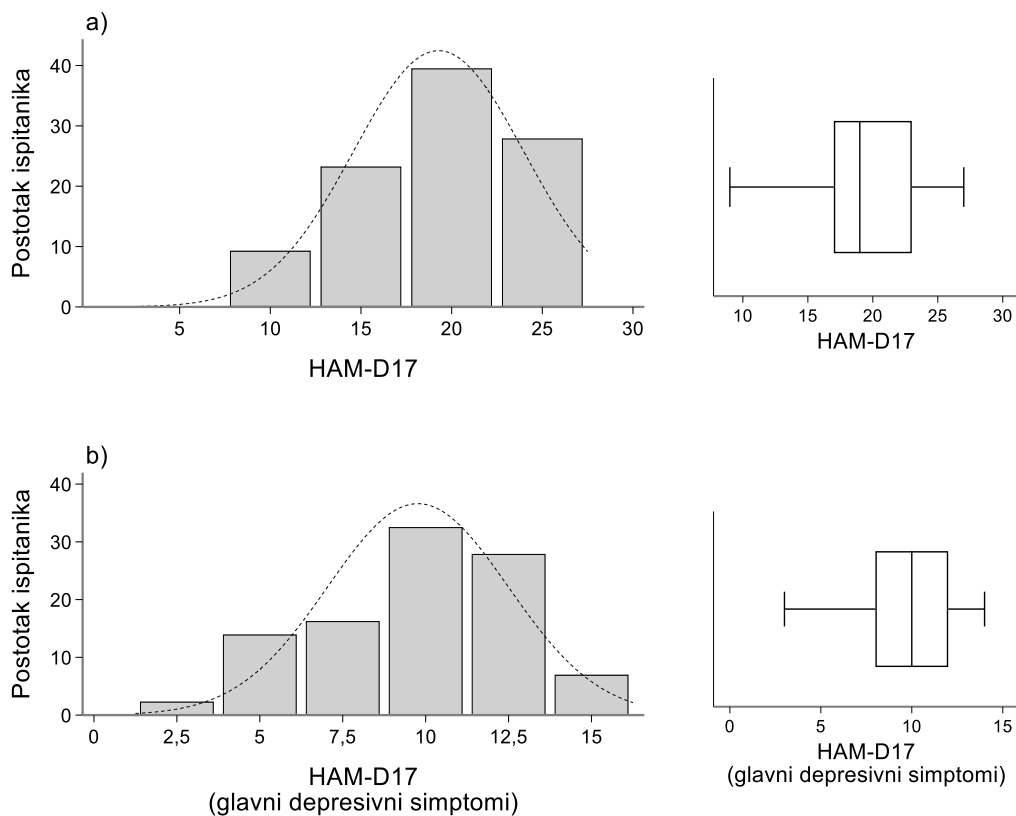 a)
Postotak ispitanika
40
30
20
10
0
5 10 15 20 25 30
HAM-D17
10 15 20 25 30
HAM-D17
b)
Postotak ispitanika
40
30
20
10
0
0 2,5 5 7,5 10 12,5 15
HAM-D17
(glavni depresivni simptomi)
0 5 10 15
HAM-D17
(glavni depresivni simptomi)